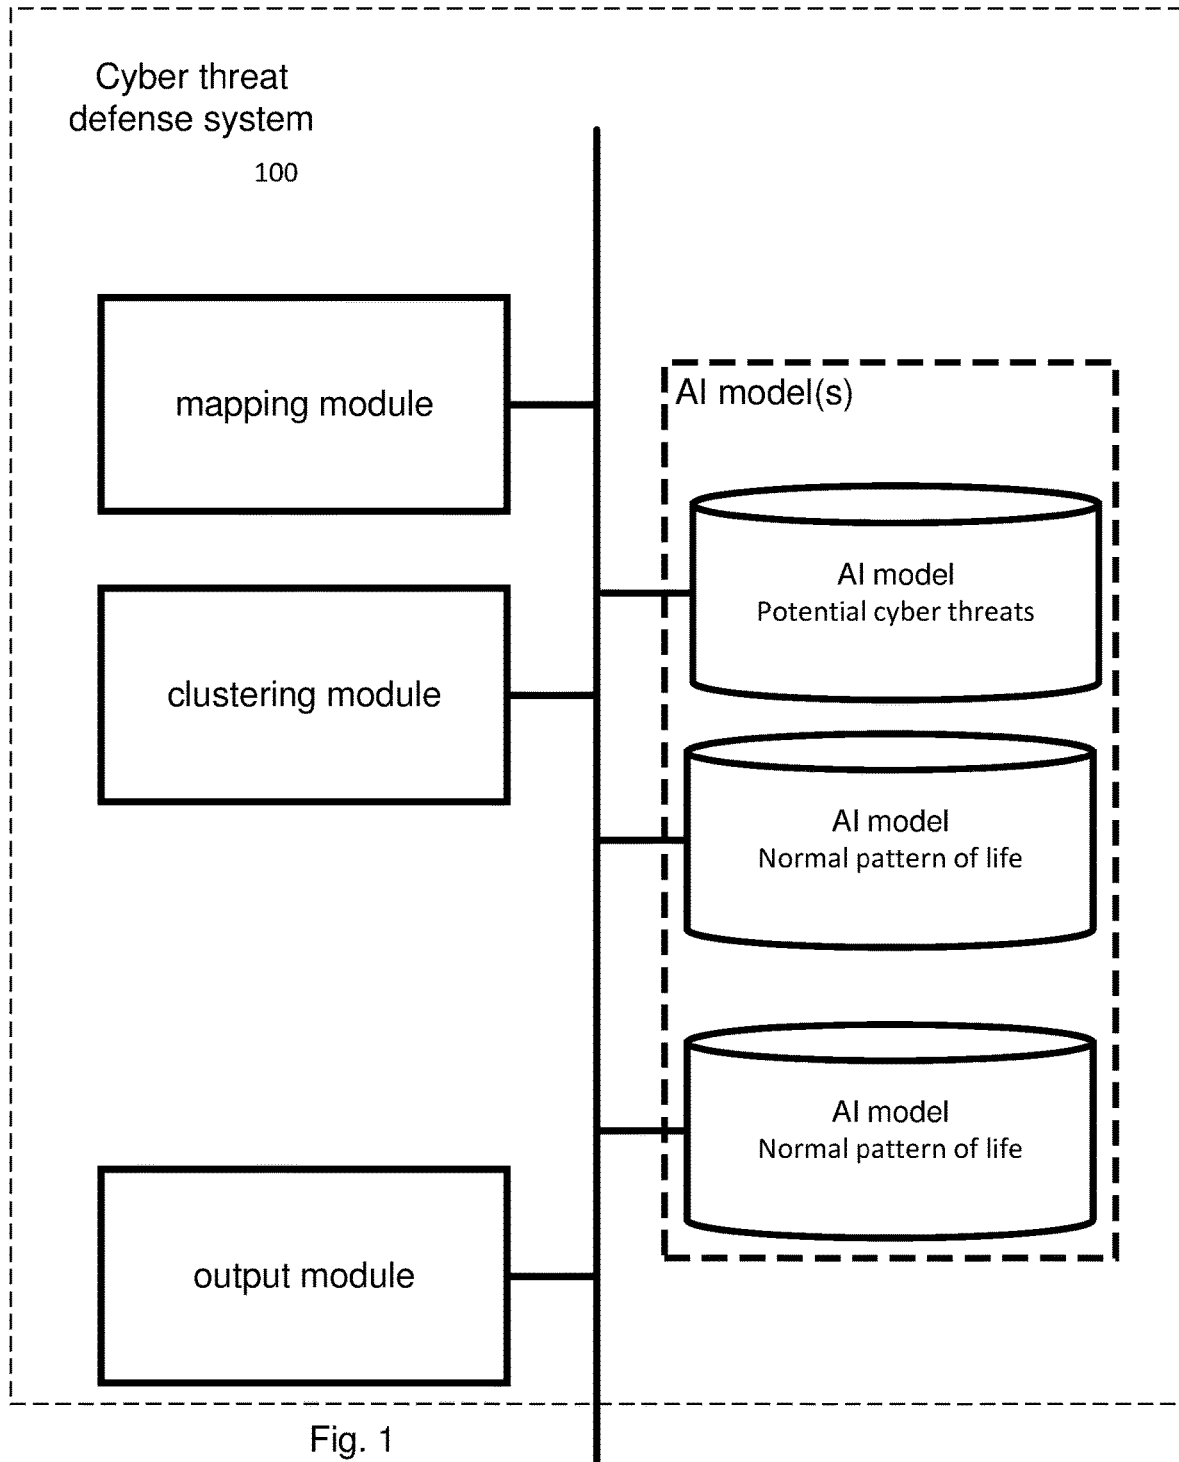 Cyber threat
defense system
100
mapping module
AI model(s)
AI model
Potential cyber threats
clustering module
AI model
Normal pattern of life
AI model
Normal pattern of life
output module
Fig. 1